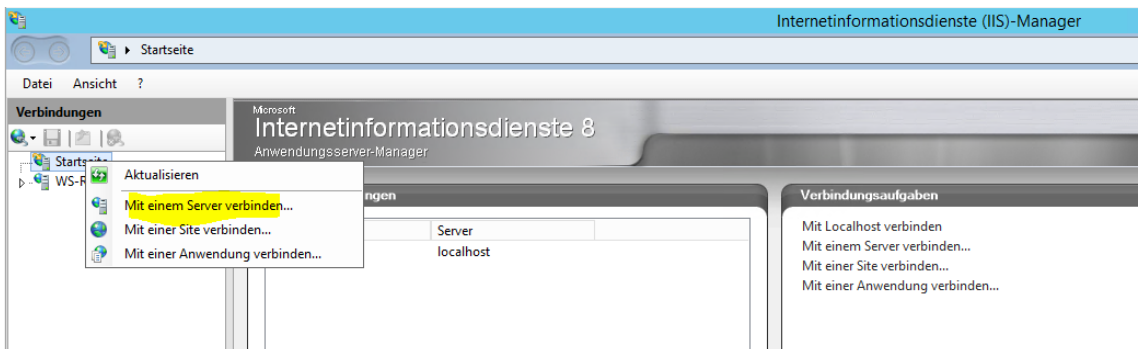 Internetinformationsdienste (IIS)-Manager
Startseite
Datei Ansicht ?
Verbindungen
Microsoft
Internetinformationsdienste 8
Anwendungsserver-Manager
Startseite
WS-R
Aktualisieren
Mit einem Server verbinden...
Mit einer Site verbinden...
Mit einer Anwendung verbinden...
ngen
Server
localhost
Verbindungsaufgaben
Mit Localhost verbinden
Mit einem Server verbinden...
Mit einer Site verbinden...
Mit einer Anwendung verbinden...